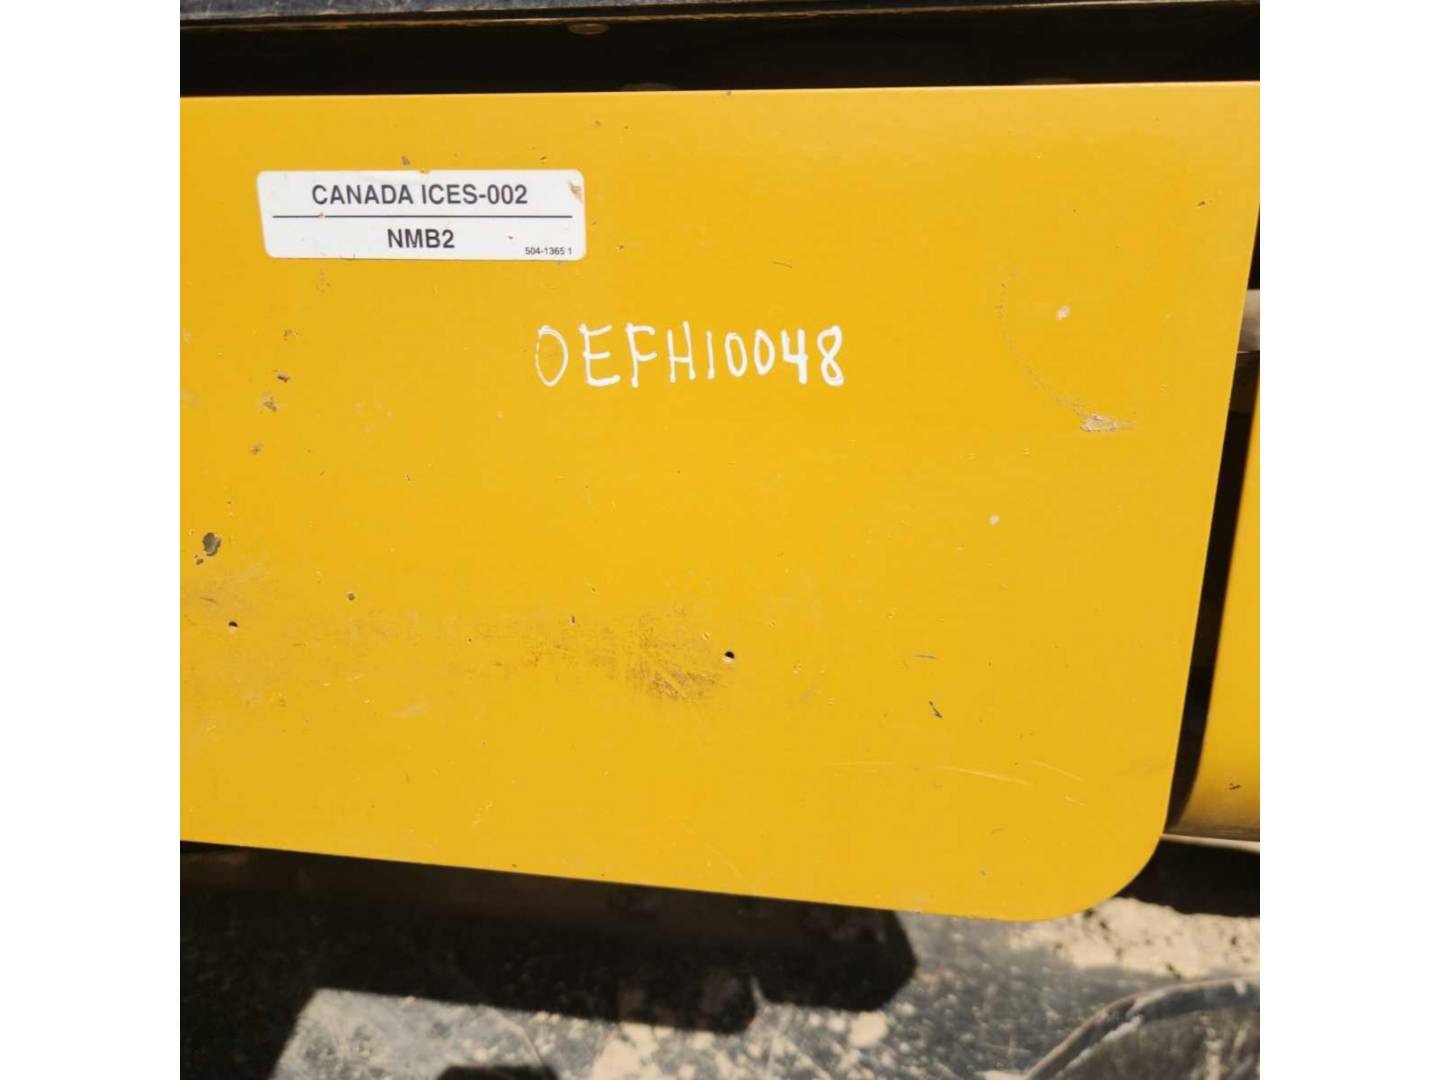 CANADA ICES-002
NMB2
504-1365 1
0EFH10048